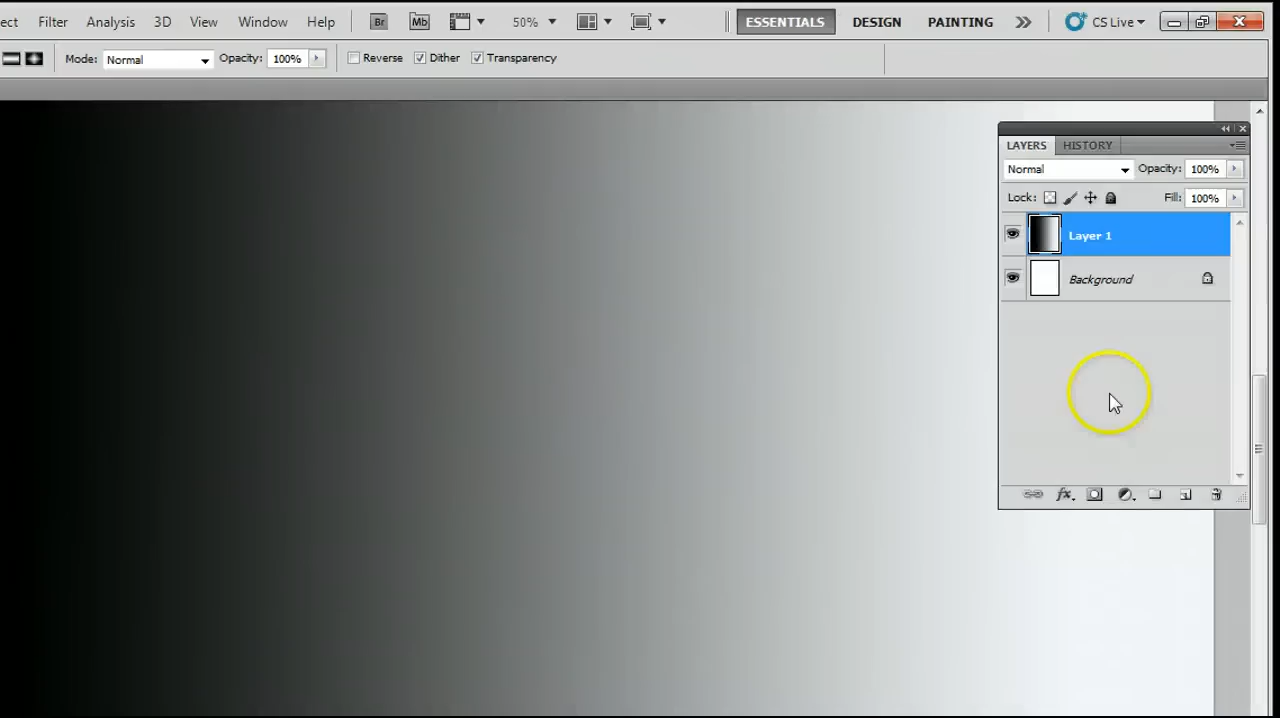 ect Filter Analysis 3D View Window Help Br Mb 50% ESSENTIALS DESIGN PAINTING CS Live
Mode: Normal Opacity: 100% Reverse Dither Transparency
LAYERS HISTORY
Normal Opacity: 100%
Lock: Fill: 100%
Layer 1
Background
fx